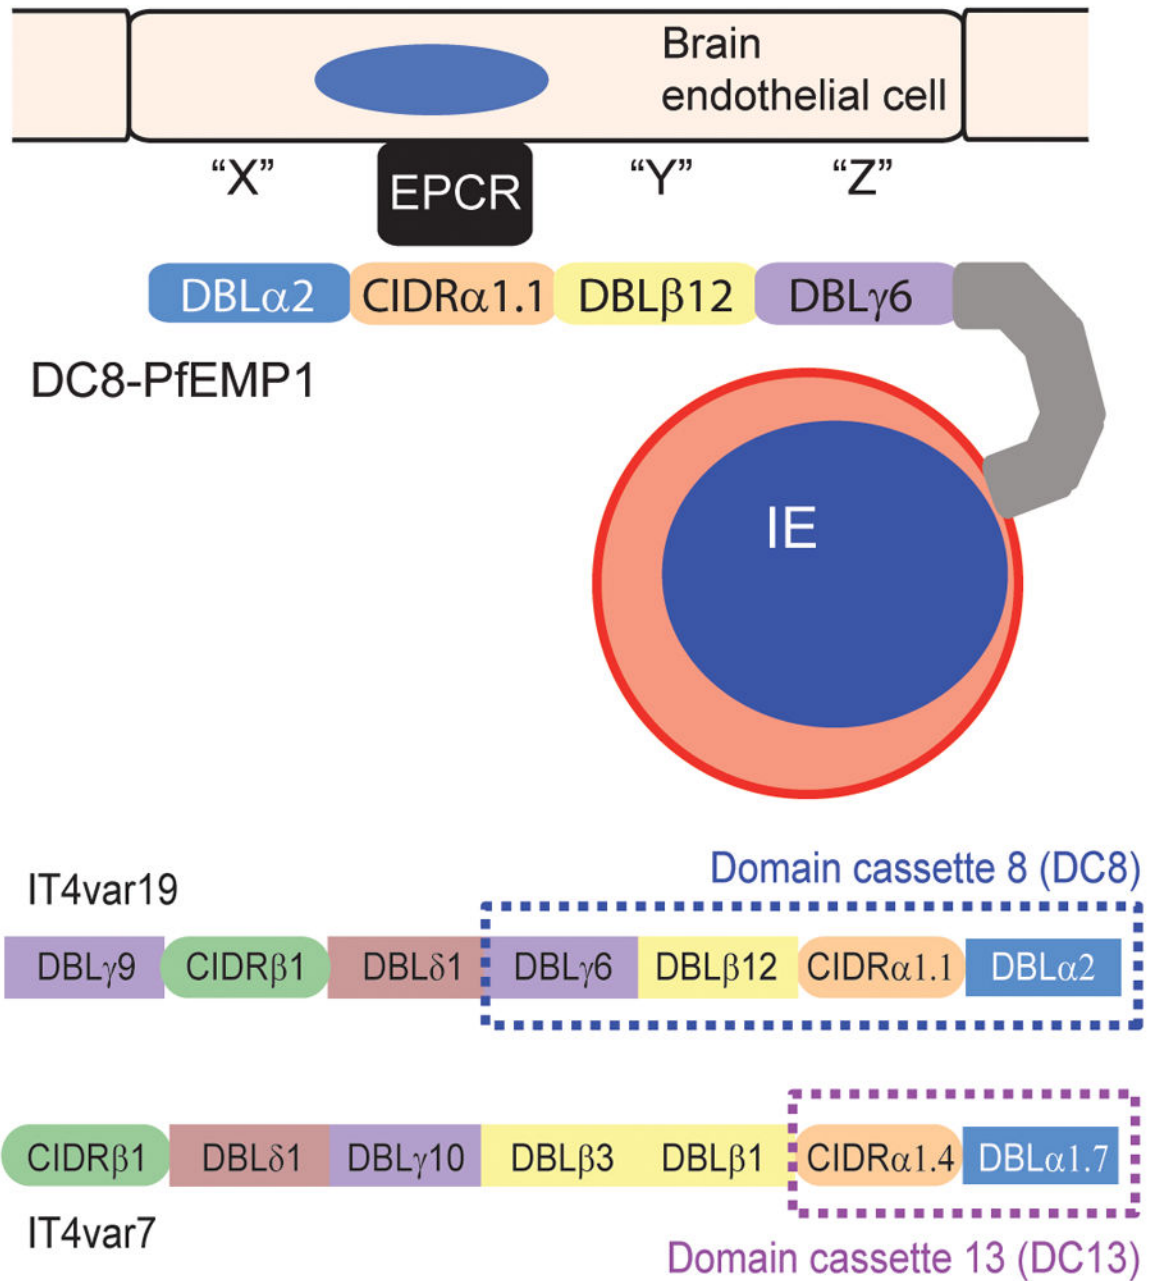 Brain
endothelial cell
“X”
EPCR
“Y”
“Z”
DBLα2
CIDRα1.1
DBLβ12
DBLγ6
DC8-PfEMP1
IE
Domain cassette 8 (DC8)
IT4var19
DBLγ9
CIDRβ1
DBLδ1
DBLγ6
DBLβ12
CIDRα1.1
DBLα2
CIDRβ1
DBLδ1
DBLγ10
DBLβ3
DBLβ1
CIDRα1.4
DBLα1.7
IT4var7
Domain cassette 13 (DC13)